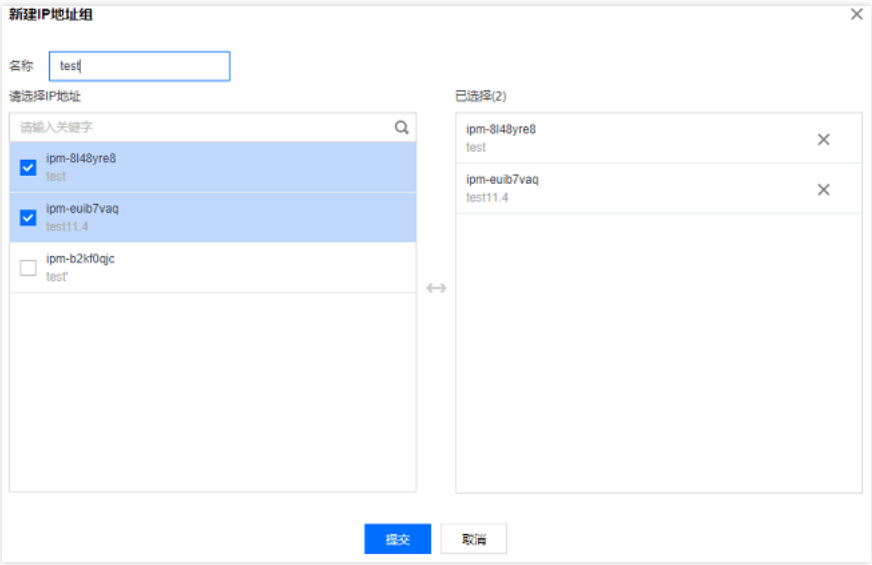 新建IP地址组
名称
test
请选择IP地址
已选择(2)
请输入关键字
ipm-8l48yre8
test
ipm-euib7vaq
test11.4
ipm-b2kf0qjc
test'
ipm-8l48yre8
test
ipm-euib7vaq
test11.4
提交
取消